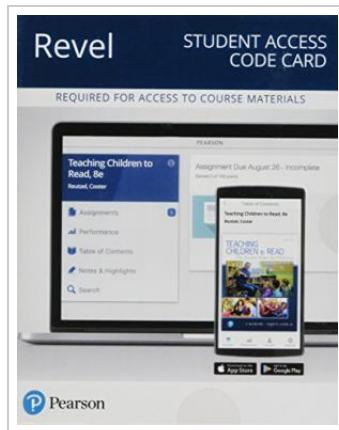 Revel
STUDENT ACCESS
CODE CARD
REQUIRED FOR ACCESS TO COURSE MATERIALS
PEARSON
Teaching Children to
Read, 8e
Reutzel, Cooter
Assignments
Performance
Table of Contents
Notes & Highlights
Search
Assignment Due August 26 - Incomplete
Table of Contents
Teaching Children to Read, 8e
Reutzel, Cooter
TEACHING
CHILDREN to READ
App Store
Google Play
Pearson